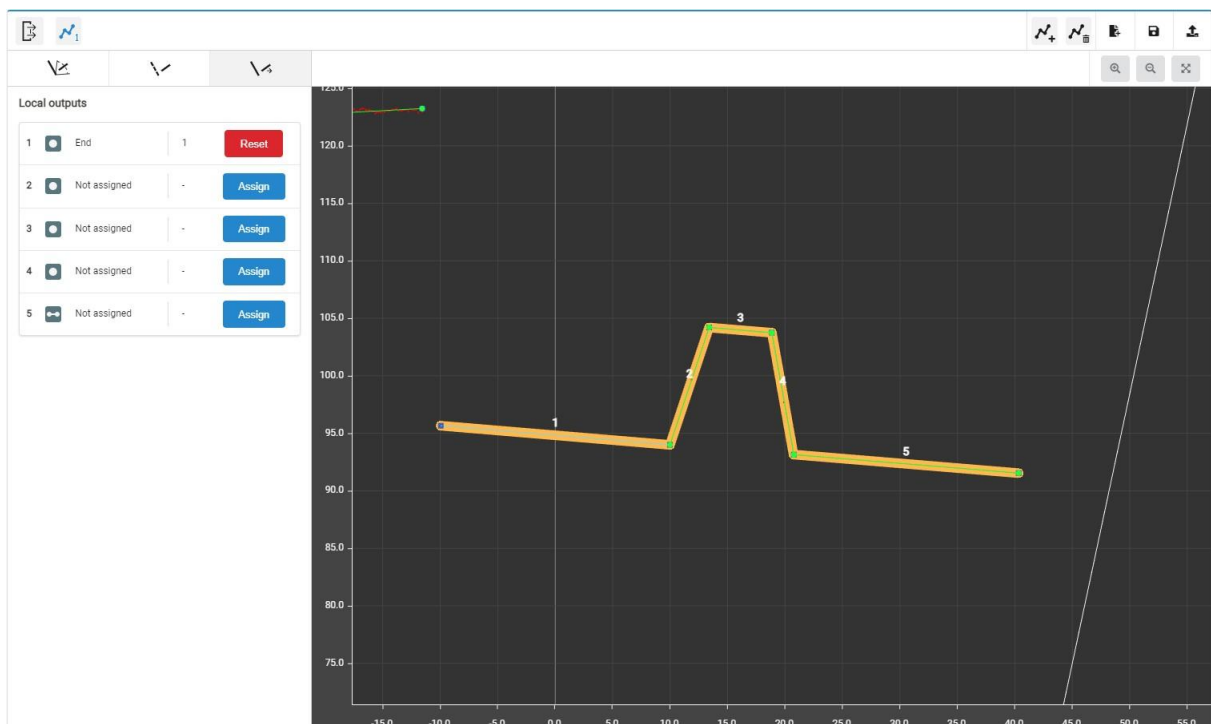 1
Local outputs
1 End 1 Reset
2 Not assigned - Assign
3 Not assigned - Assign
4 Not assigned - Assign
5 Not assigned - Assign
125.0
120.0
115.0
110.0
105.0
100.0
95.0
90.0
85.0
80.0
75.0
3
2
4
1
5
-15.0 -10.0 -5.0 0.0 5.0 10.0 15.0 20.0 25.0 30.0 35.0 40.0 45.0 50.0 55.0